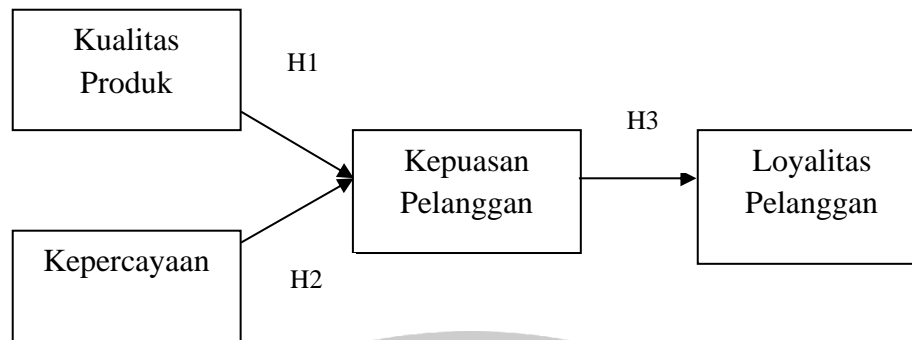 Kualitas
Produk
H1
H3
Kepuasan
Pelanggan
Loyalitas
Pelanggan
Kepercayaan
H2